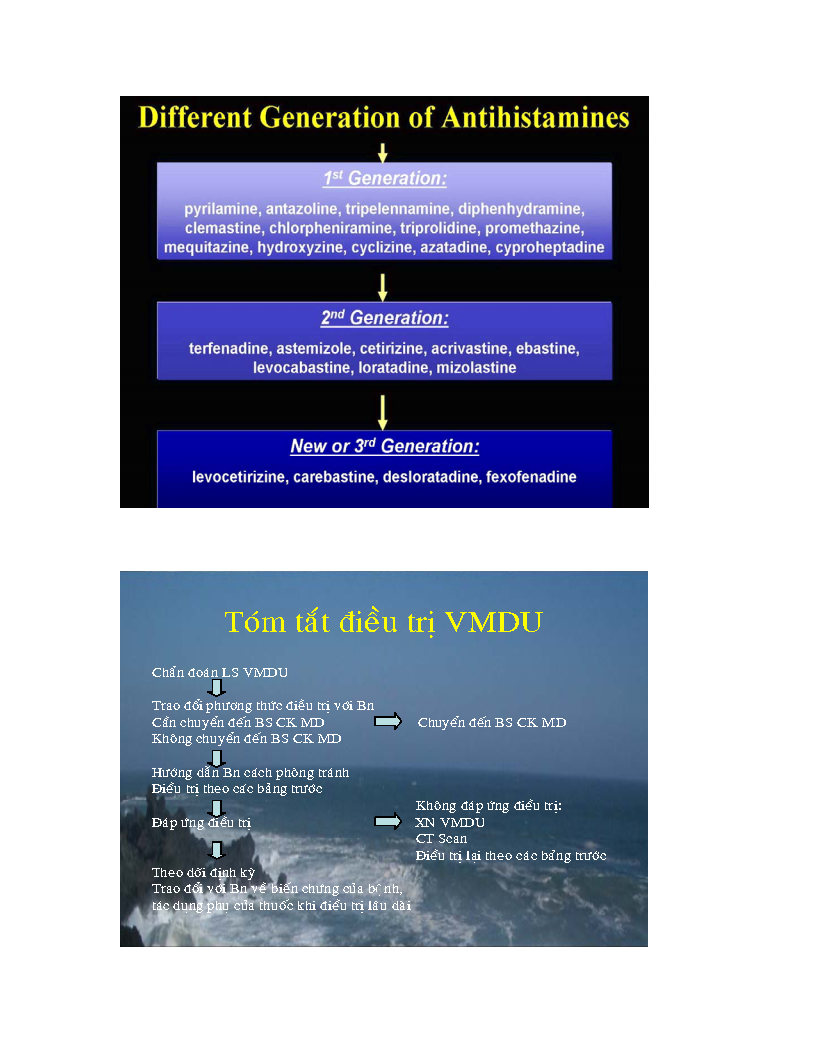 Different Generation of Antihistamines
1st Generation:
pyrilamine, antazoline, tripelennamine, diphenhydramine,
clemastine, chlorpheniramine, triprolidine, promethazine,
mequitazine, hydroxyzine, cyclizine, azatadine, cyproheptadine
2nd Generation:
terfenadine, astemizole, cetirizine, acrivastine, ebastine,
levocabastine, loratadine, mizolastine
New or 3rd Generation:
levocetirizine, carebastine, desloratadine, fexofenadine
Tóm tắt điều trị VMDU
Chẩn đoán LS VMDU
Trao đổi phương thức điều trị với Bn
Cần chuyển đến BS CK MD
Chuyển đến BS CK MD
Không chuyển đến BS CK MD
Hướng dẫn Bn cách phòng tránh
Điều trị theo các bảng trước
Đáp ứng điều trị
Không đáp ứng điều trị:
XN VMDU
CT Scan
Điều trị lại theo các bảng trước
Theo dõi định kỳ
Trao đổi với Bn về biến chứng của bệnh,
tác dụng phụ của thuốc khi điều trị lâu dài